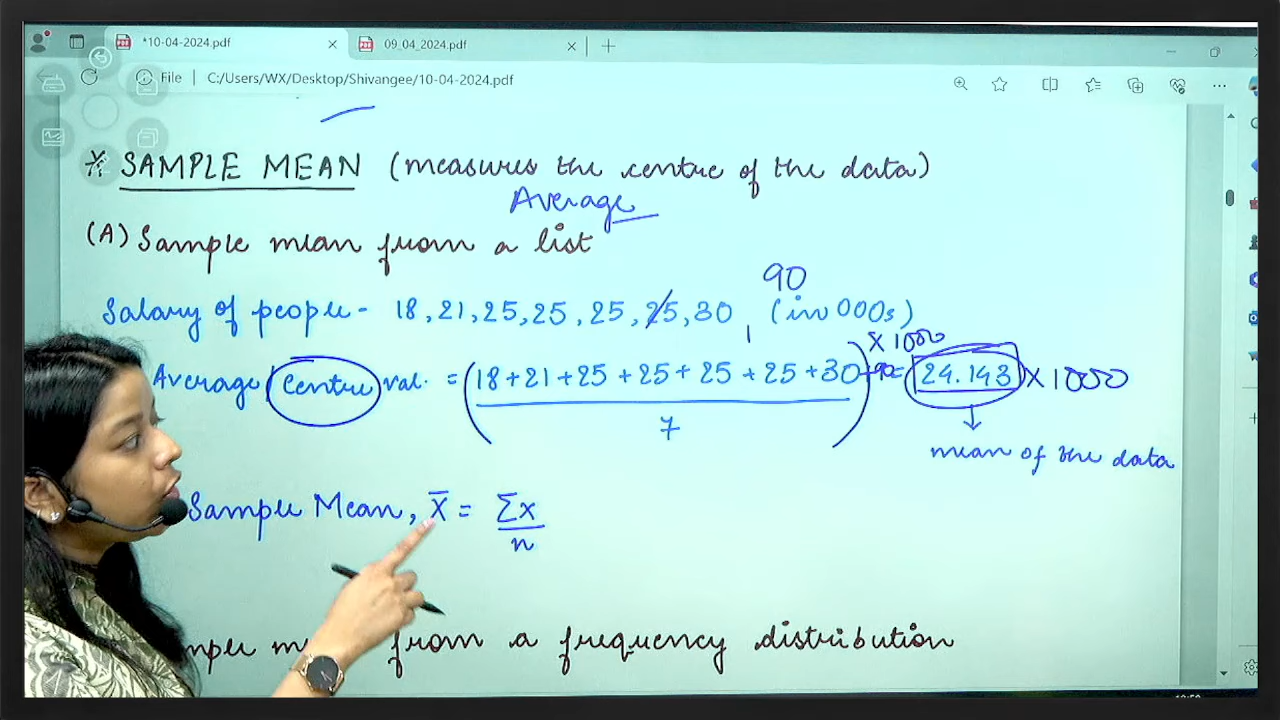 *10-04-2024.pdf
09_04_2024.pdf
File C:/Users/WX/Desktop/Shivangee/10-04-2024.pdf
SAMPLE MEAN (measures the centre of the data)
Average
(A) Sample mean from a list
90
Salary of people - 18, 21, 25, 25, 25, 25, 30 (in 000s)
X 1000
Average Centre val. = (18+21+25+25+25+25+30 / 7) = 24.143 X 1000
mean of the data
Sample Mean, x̄ = Σx / n
from a frequency distribution